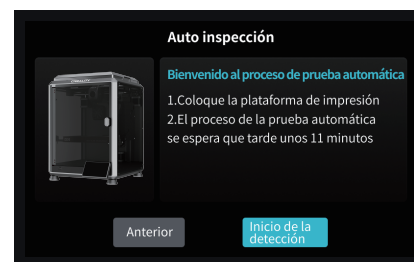 Auto inspección
Bienvenido al proceso de prueba automática
1.Coloque la plataforma de impresión
2.El proceso de la prueba automática
se espera que tarde unos 11 minutos
CREALITY
Anterior
Inicio de la
detección